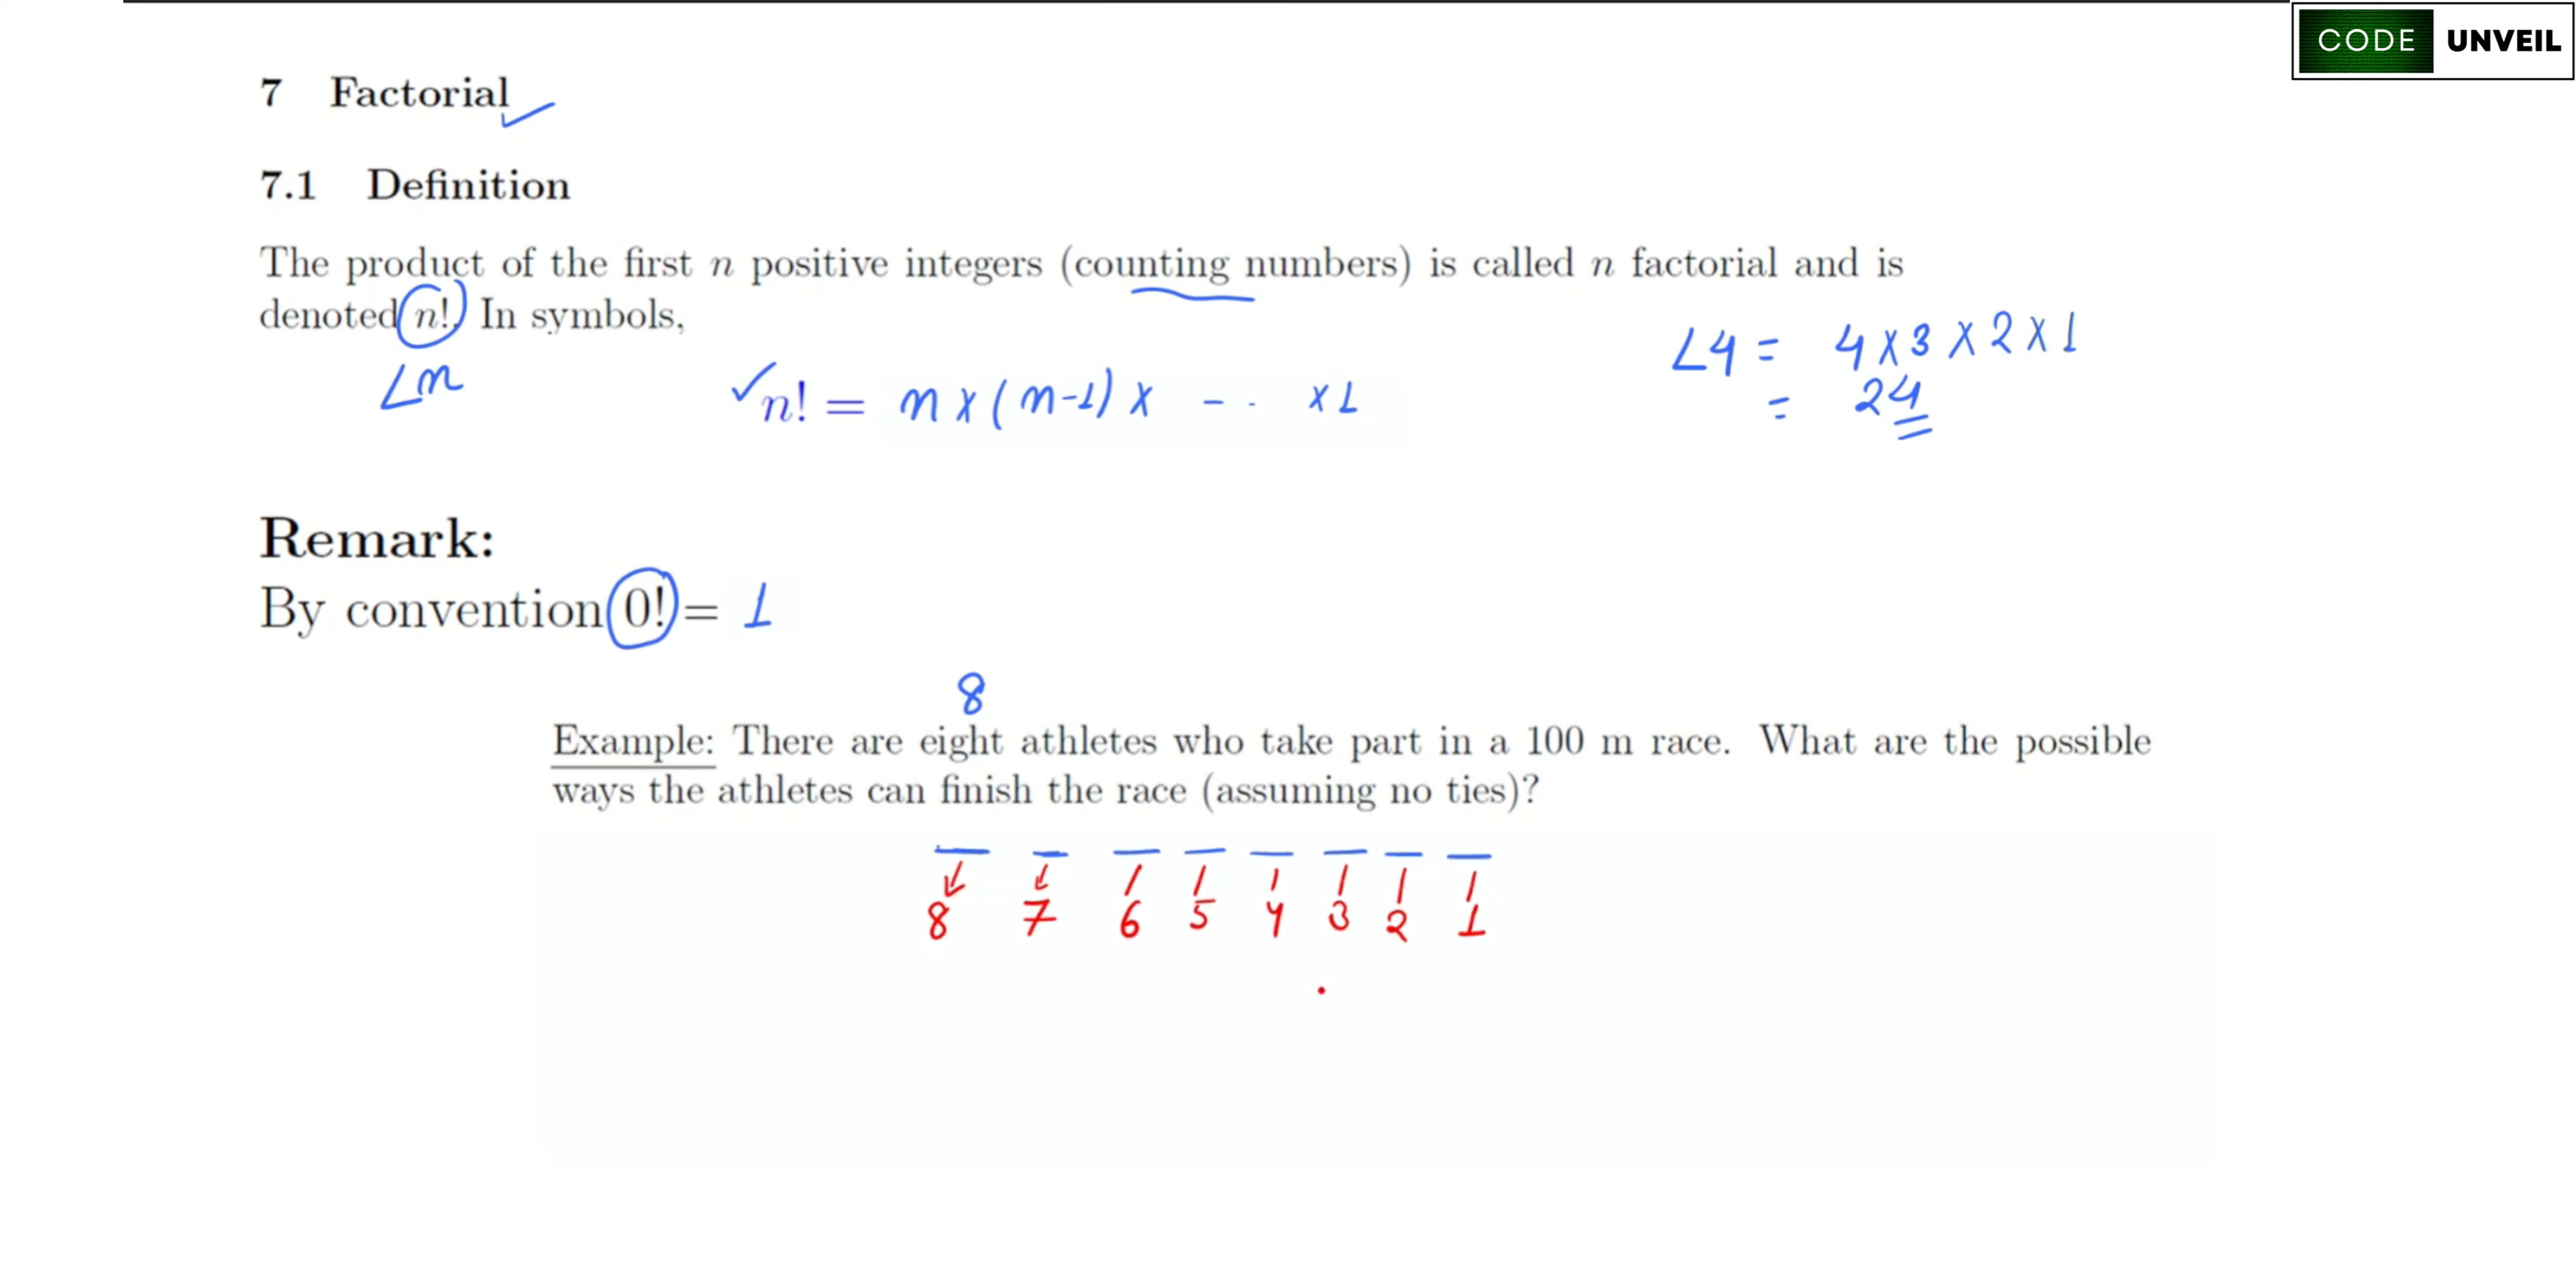 CODE UNVEIL
7 Factorial
7.1 Definition
The product of the first n positive integers (counting numbers) is called n factorial and is
denoted n!. In symbols,
∠n
n! = n × (n-1) × - . × 1
∠4 = 4 × 3 × 2 × 1
= 24
Remark:
By convention 0! = 1
8
Example: There are eight athletes who take part in a 100 m race. What are the possible
ways the athletes can finish the race (assuming no ties)?
8 7 6 5 4 3 2 1